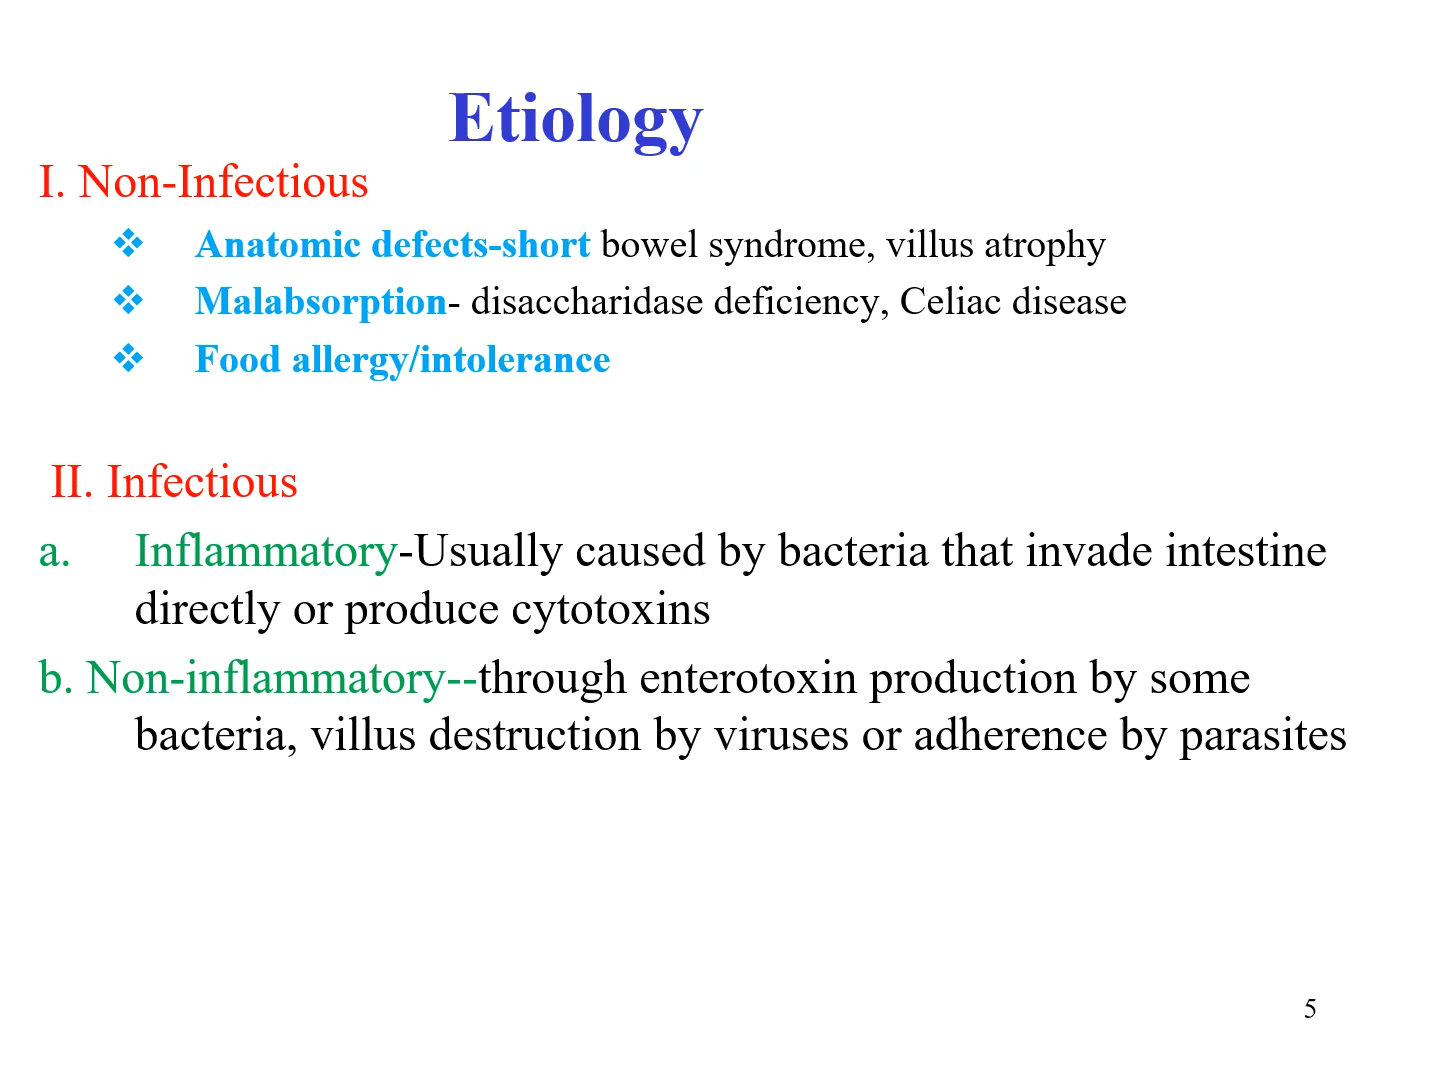 Etiology
I. Non-Infectious
❖ Anatomic defects-short bowel syndrome, villus atrophy
❖ Malabsorption- disaccharidase deficiency, Celiac disease
❖ Food allergy/intolerance
II. Infectious
a. Inflammatory-Usually caused by bacteria that invade intestine
directly or produce cytotoxins
b. Non-inflammatory--through enterotoxin production by some
bacteria, villus destruction by viruses or adherence by parasites
5